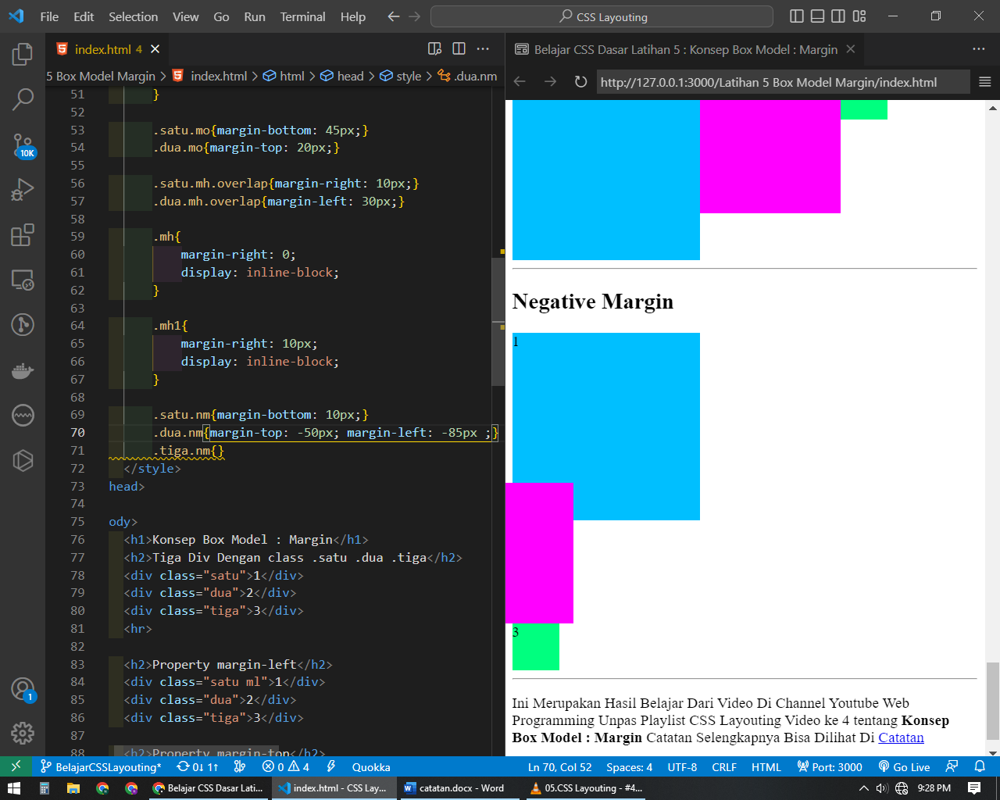 File Edit Selection View Go Run Terminal Help
CSS Layouting
index.html 4
Belajar CSS Dasar Latihan 5 : Konsep Box Model : Margin
5 Box Model Margin > index.html > html > head > style > .dua.nm
http://127.0.0.1:3000/Latihan 5 Box Model Margin/index.html
51 }
52
53 .satu.mo{margin-bottom: 45px;}
54 .dua.mo{margin-top: 20px;}
55
56 .satu.mh.overlap{margin-right: 10px;}
57 .dua.mh.overlap{margin-left: 30px;}
58
59 .mh{
60 margin-right: 0;
61 display: inline-block;
62 }
63
64 .mh1{
65 margin-right: 10px;
66 display: inline-block;
67 }
68
69 .satu.nm{margin-bottom: 10px;}
70 .dua.nm{margin-top: -50px; margin-left: -85px ;}
71 .tiga.nm{}
72 </style>
73 head>
74
75 ody>
76 <h1>Konsep Box Model : Margin</h1>
77 <h2>Tiga Div Dengan class .satu .dua .tiga</h2>
78 <div class="satu">1</div>
79 <div class="dua">2</div>
80 <div class="tiga">3</div>
81 <hr>
82
83 <h2>Property margin-left</h2>
84 <div class="satu ml">1</div>
85 <div class="dua">2</div>
86 <div class="tiga">3</div>
87
88 <h2>Property margin-top</h2>
Negative Margin
1
3
Ini Merupakan Hasil Belajar Dari Video Di Channel Youtube Web
Programming Unpas Playlist CSS Layouting Video ke 4 tentang Konsep
Box Model : Margin Catatan Selengkapnya Bisa Dilihat Di Catatan
10K
1
BelajarCSSLayouting* 0↓ 1↑ 0 4 Quokka Ln 70, Col 52 Spaces: 4 UTF-8 CRLF HTML Port: 3000 Go Live
Belajar CSS Dasar Lati... index.html - CSS Lay... catatan.docx - Word 05.CSS Layouting - #4... 9:28 PM